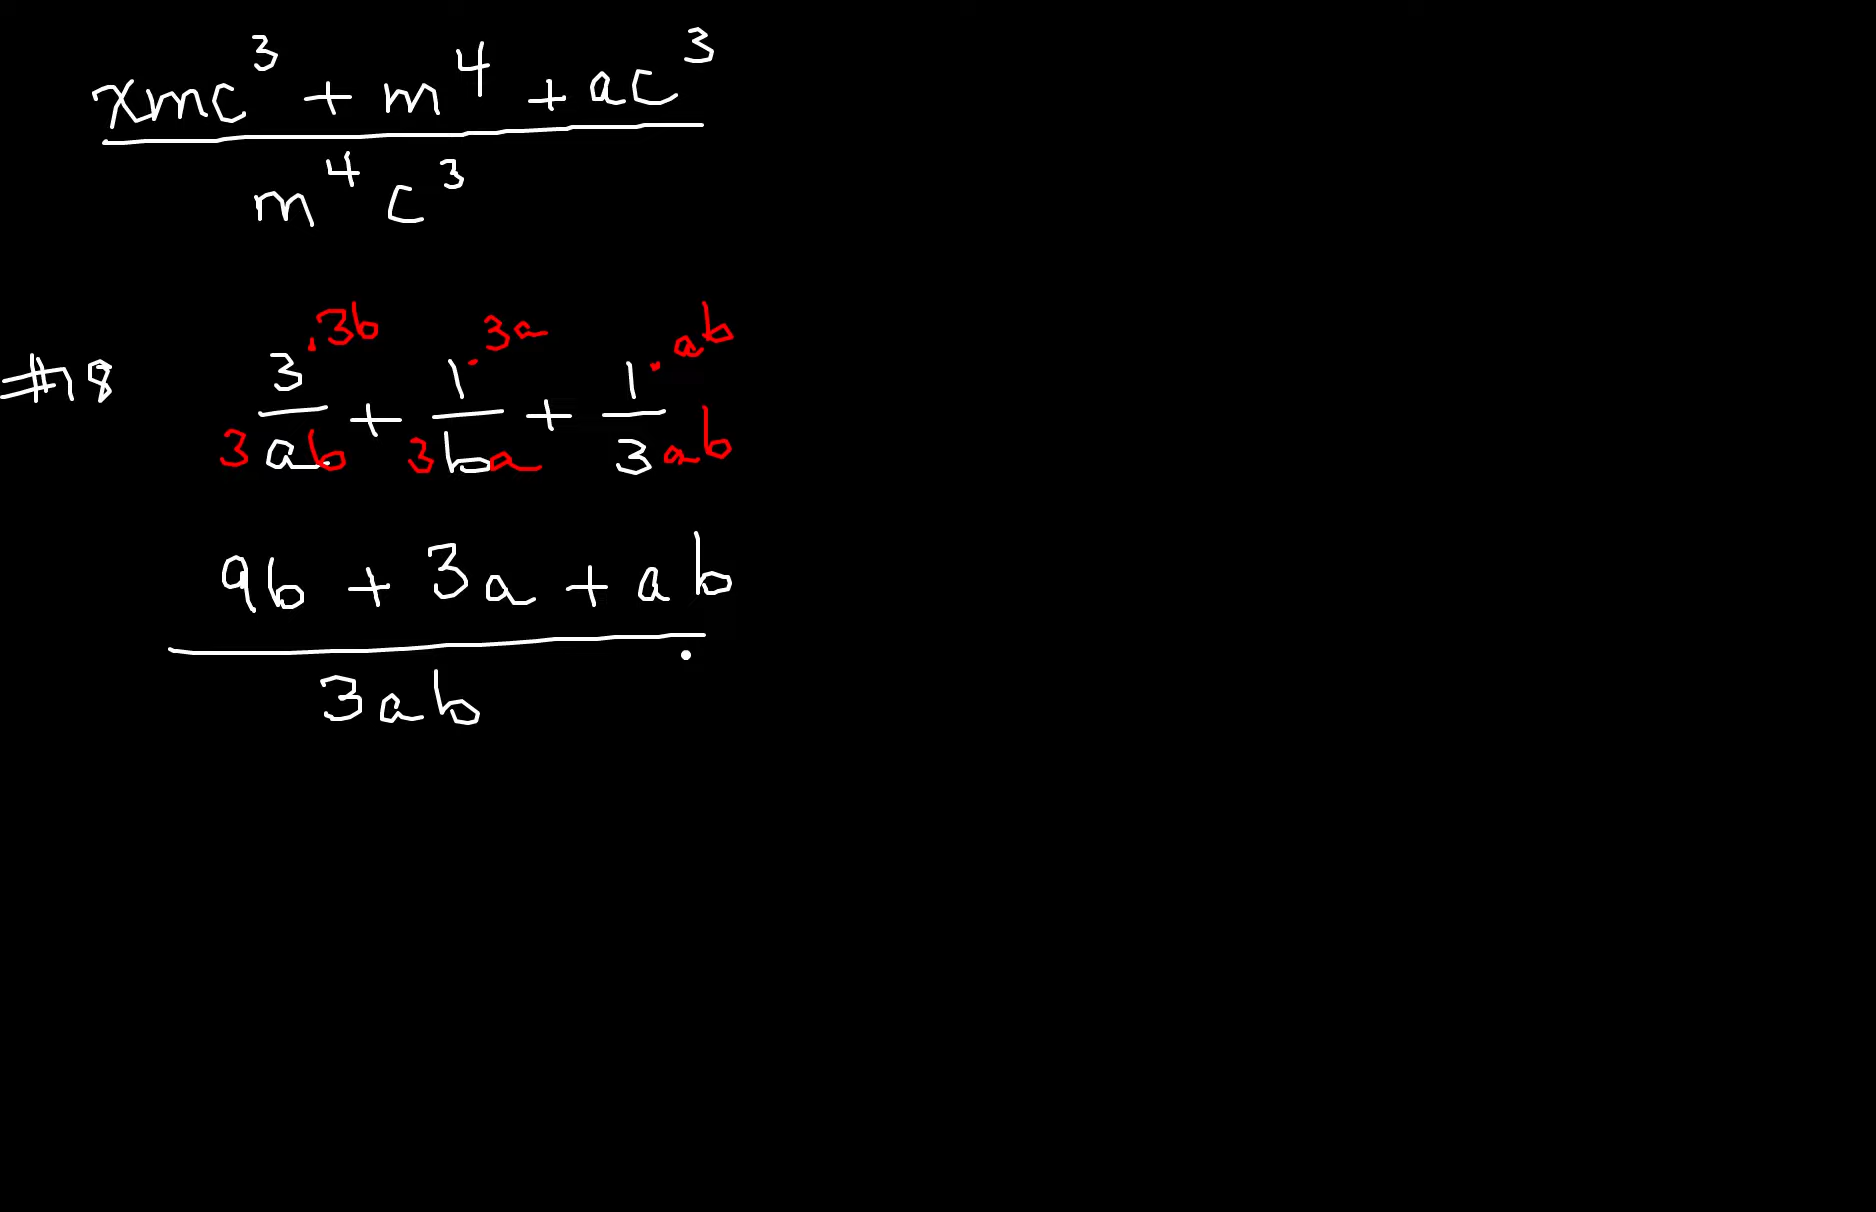 xmc³ + m⁴ + ac³
m⁴c³
·3b ·3a ·ab
#18 3 1 1
3ab + 3ba + 3ab
9b + 3a + ab
3ab